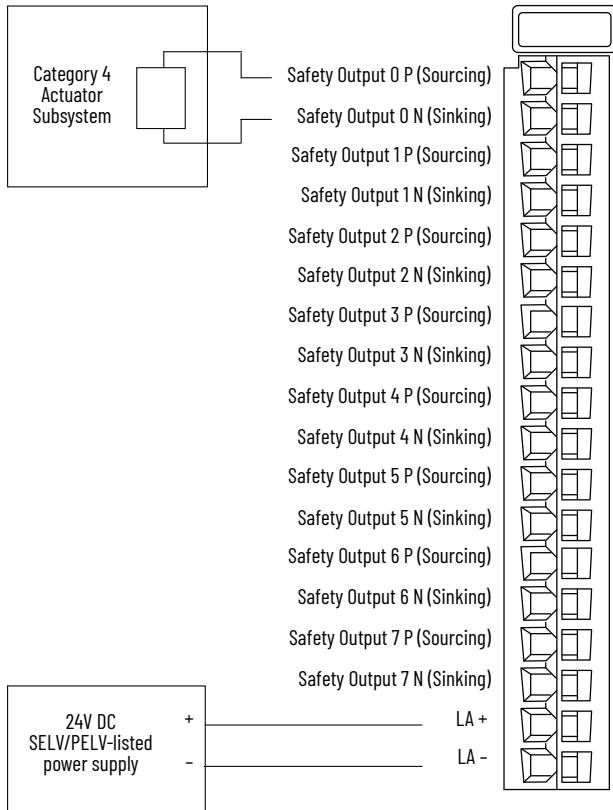 Category 4
Actuator
Subsystem
Safety Output 0 P (Sourcing)
Safety Output 0 N (Sinking)
Safety Output 1 P (Sourcing)
Safety Output 1 N (Sinking)
Safety Output 2 P (Sourcing)
Safety Output 2 N (Sinking)
Safety Output 3 P (Sourcing)
Safety Output 3 N (Sinking)
Safety Output 4 P (Sourcing)
Safety Output 4 N (Sinking)
Safety Output 5 P (Sourcing)
Safety Output 5 N (Sinking)
Safety Output 6 P (Sourcing)
Safety Output 6 N (Sinking)
Safety Output 7 P (Sourcing)
Safety Output 7 N (Sinking)
24V DC
SELV/PELV-listed
power supply
+
–
LA +
LA –